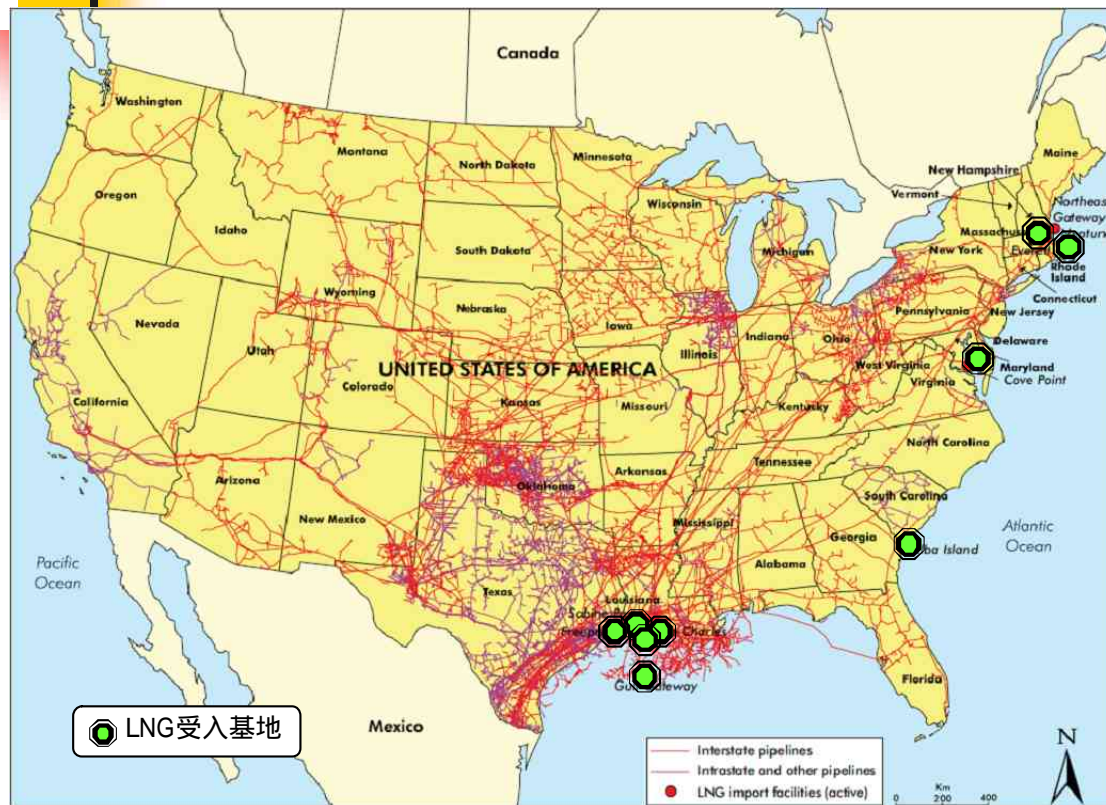 Canada
Washington
Montana
North Dakota
Minnesota
Maine
New Hampshire
Vermont
Oregon
Idaho
Wisconsin
Gateway
South Dakota
Michigan
New York
Rhode
Island
Wyoming
Connecticut
Nebraska
Iowa
Pennsylvania
New Jersey
Nevada
Utah
Illinois
Indiana
Ohio
Delaware
UNITED STATES OF AMERICA
Colorado
West Virginia
Maryland
Cove Point
Virginia
California
Kansas
Missouri
Kentucky
North Carolina
Tennessee
Arizona
Oklahoma
Arkansas
South Carolina
New Mexico
Mississippi
Georgia
Atlantic
Ocean
Island
Alabama
Pacific
Ocean
Texas
Louisiana
Charles
Florida
Mexico
LNG受入基地
Interstate pipelines
Intrastate and other pipelines
LNG import facilities (active)
Km
0 200 400
N